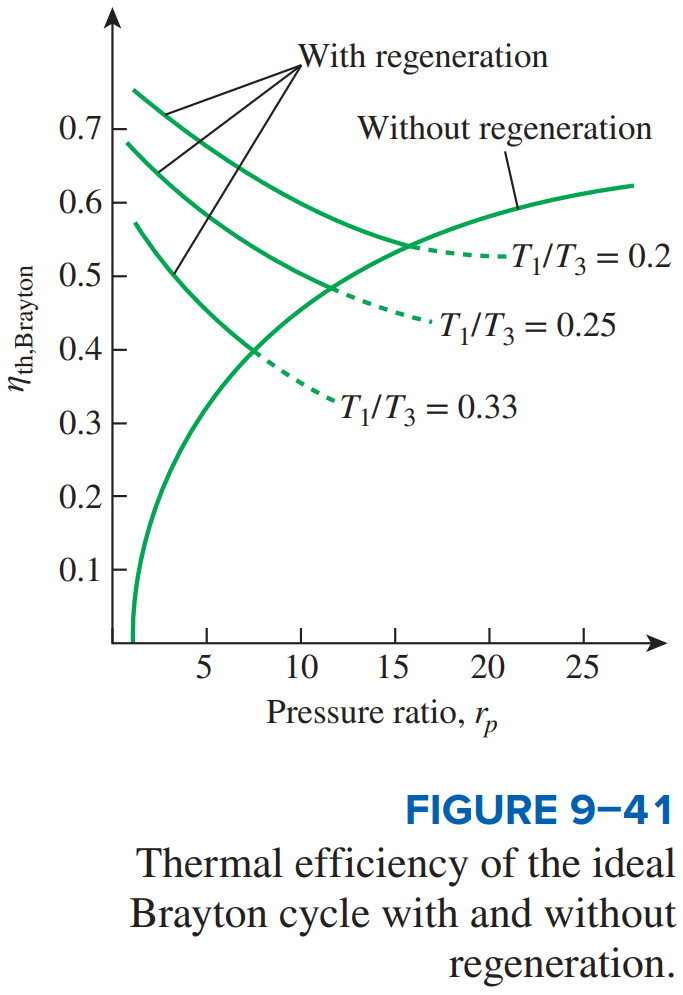 With regeneration
Without regeneration
0.7
0.6
0.5
0.4
0.3
0.2
0.1
ηth,Brayton
T1/T3 = 0.2
T1/T3 = 0.25
T1/T3 = 0.33
5 10 15 20 25
Pressure ratio, rp
FIGURE 9–41
Thermal efficiency of the ideal
Brayton cycle with and without
regeneration.